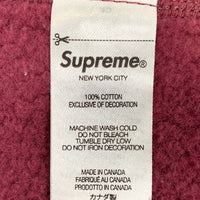 Supreme®
NEW YORK CITY
100% COTTON
EXCLUSIVE OF DECORATION
MACHINE WASH COLD
DO NOT BLEACH
TUMBLE DRY LOW
DO NOT IRON DECORATION
MADE IN CANADA
FABRIQUÉ AU CANADA
PRODOTTO IN CANADA
カナダ製